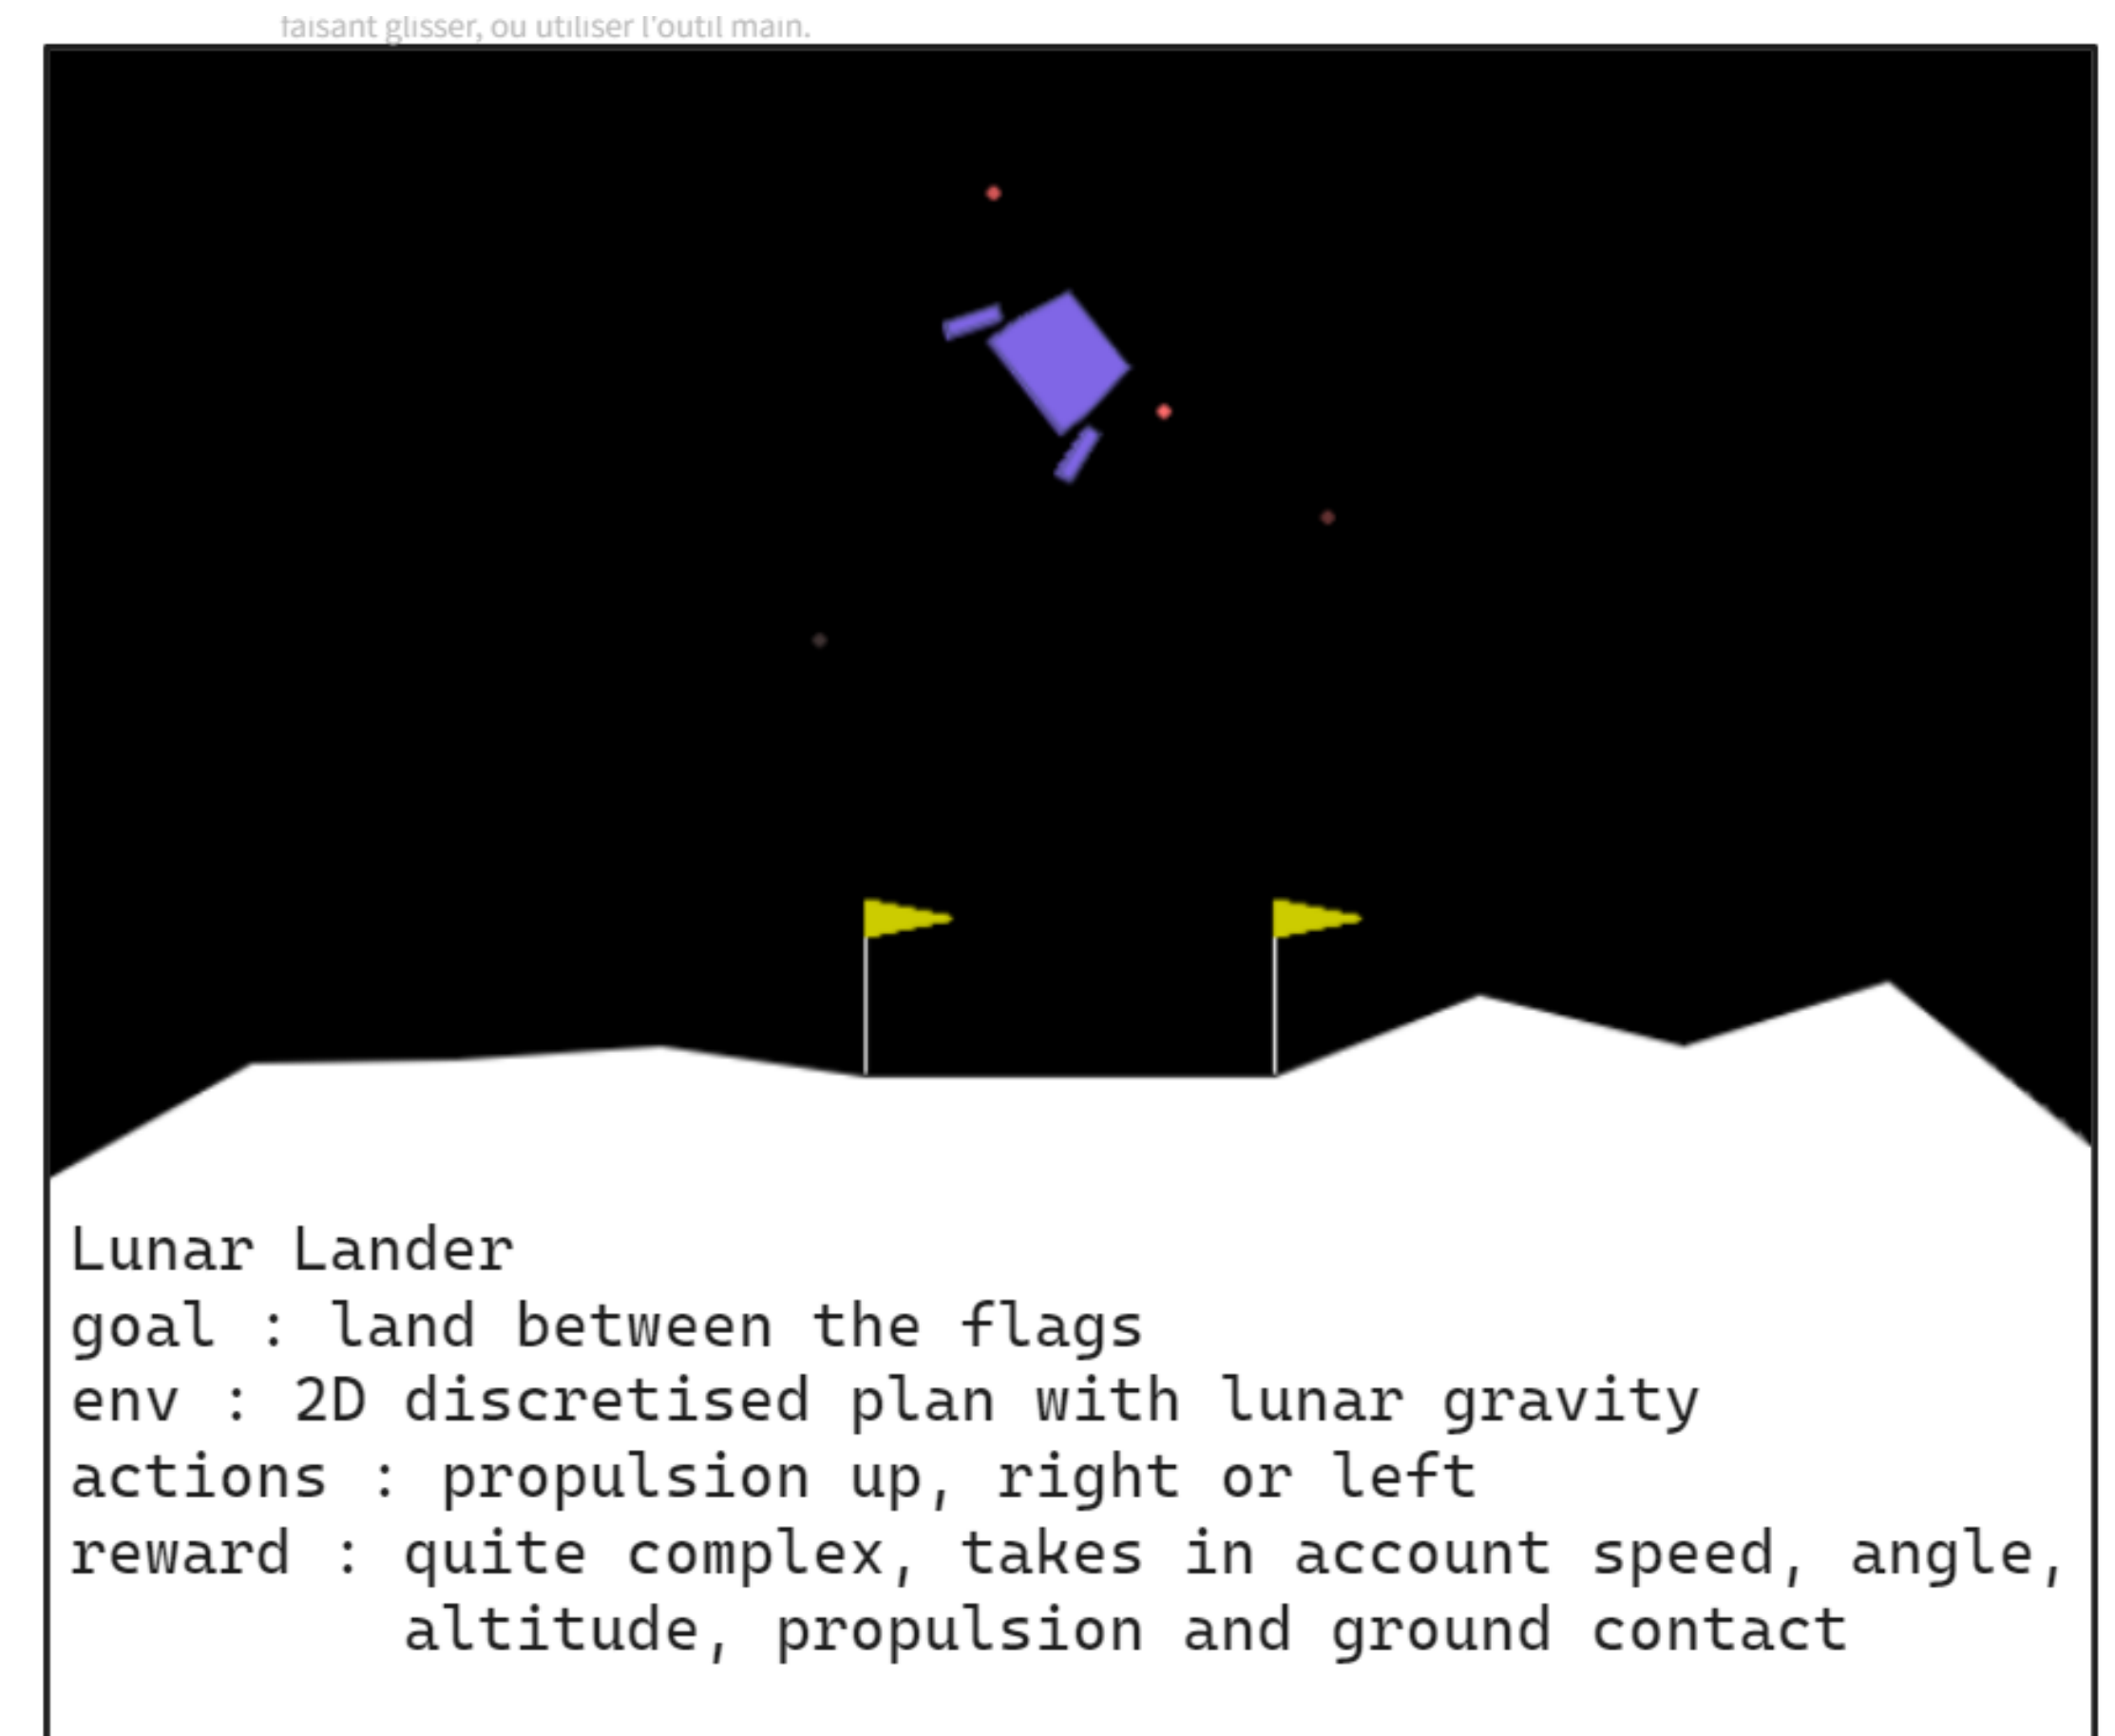 faisant glisser, ou utiliser l'outil main.
Lunar Lander
goal : land between the flags
env : 2D discretised plan with lunar gravity
actions : propulsion up, right or left
reward : quite complex, takes in account speed, angle,
altitude, propulsion and ground contact